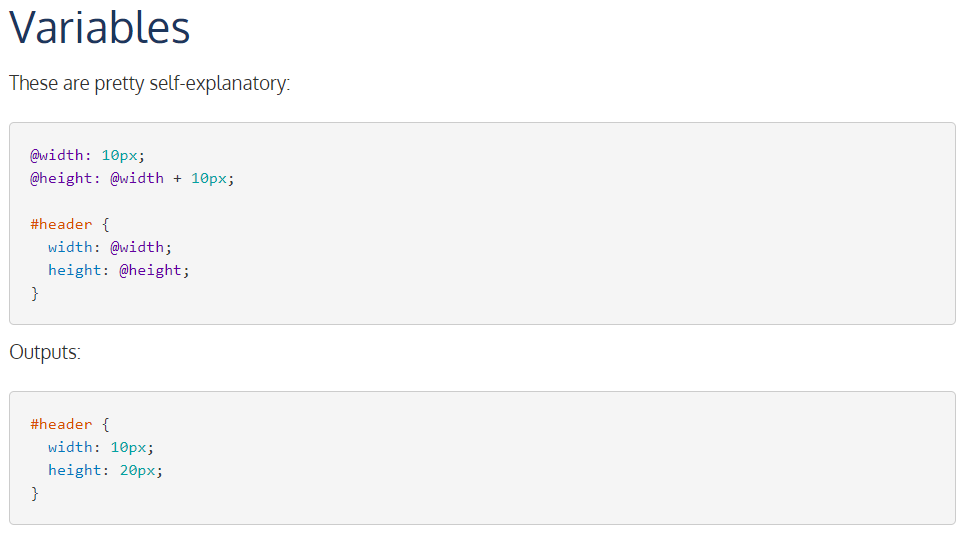 Variables
These are pretty self-explanatory:
@width: 10px;
@height: @width + 10px;
#header {
  width: @width;
  height: @height;
}
Outputs:
#header {
  width: 10px;
  height: 20px;
}